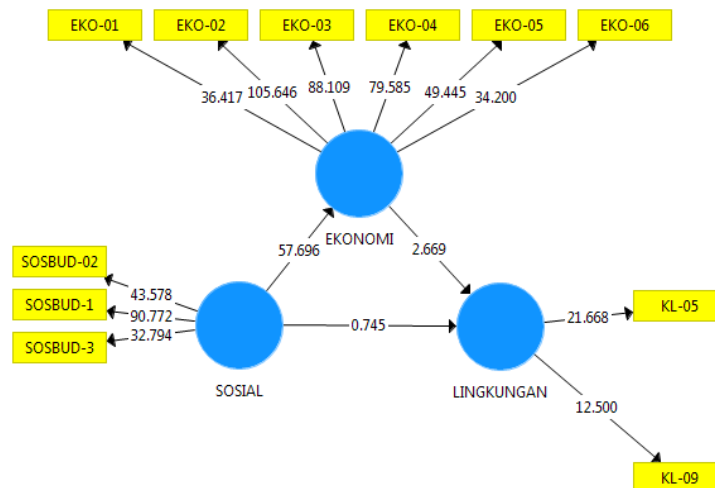 EKO-01 EKO-02 EKO-03 EKO-04 EKO-05 EKO-06
36.417 105.646 88.109 79.585 49.445 34.200
EKONOMI
57.696 2.669
SOSBUD-02
43.578
SOSBUD-1
90.772
SOSBUD-3
32.794
0.745
21.668
KL-05
SOSIAL
LINGKUNGAN
12.500
KL-09